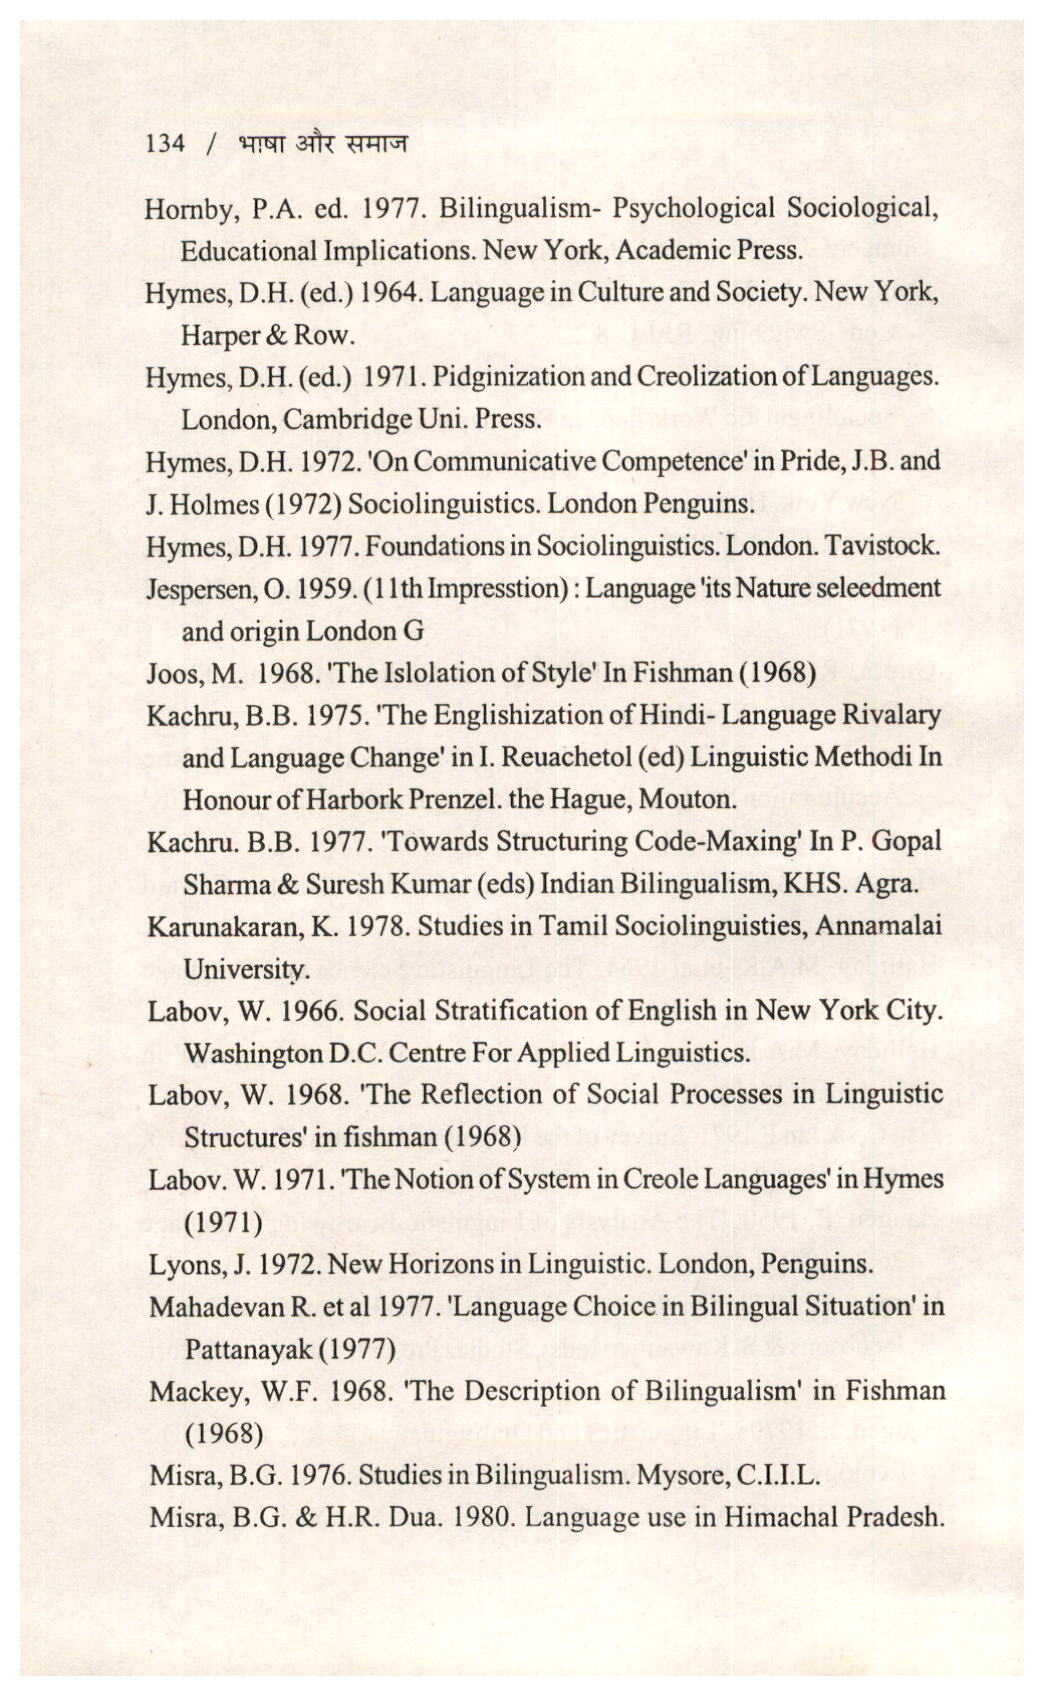 134 / भाषा और समाज
Hornby, P.A. ed. 1977. Bilingualism- Psychological Sociological,
Educational Implications. New York, Academic Press.
Hymes, D.H. (ed.) 1964. Language in Culture and Society. New York,
Harper & Row.
Hymes, D.H. (ed.) 1971. Pidginization and Creolization of Languages.
London, Cambridge Uni. Press.
Hymes, D.H. 1972. 'On Communicative Competence' in Pride, J.B. and
J. Holmes (1972) Sociolinguistics. London Penguins.
Hymes, D.H. 1977. Foundations in Sociolinguistics. London. Tavistock.
Jespersen, O. 1959. (11th Impresstion) : Language 'its Nature seleedment
and origin London G
Joos, M. 1968. 'The Islolation of Style' In Fishman (1968)
Kachru, B.B. 1975. 'The Englishization of Hindi- Language Rivalary
and Language Change' in I. Reuachetol (ed) Linguistic Methodi In
Honour of Harbork Prenzel. the Hague, Mouton.
Kachru. B.B. 1977. 'Towards Structuring Code-Maxing' In P. Gopal
Sharma & Suresh Kumar (eds) Indian Bilingualism, KHS. Agra.
Karunakaran, K. 1978. Studies in Tamil Sociolinguisties, Annamalai
University.
Labov, W. 1966. Social Stratification of English in New York City.
Washington D.C. Centre For Applied Linguistics.
Labov, W. 1968. 'The Reflection of Social Processes in Linguistic
Structures' in fishman (1968)
Labov. W. 1971. 'The Notion of System in Creole Languages' in Hymes
(1971)
Lyons, J. 1972. New Horizons in Linguistic. London, Penguins.
Mahadevan R. et al 1977. 'Language Choice in Bilingual Situation' in
Pattanayak (1977)
Mackey, W.F. 1968. 'The Description of Bilingualism' in Fishman
(1968)
Misra, B.G. 1976. Studies in Bilingualism. Mysore, C.I.I.L.
Misra, B.G. & H.R. Dua. 1980. Language use in Himachal Pradesh.